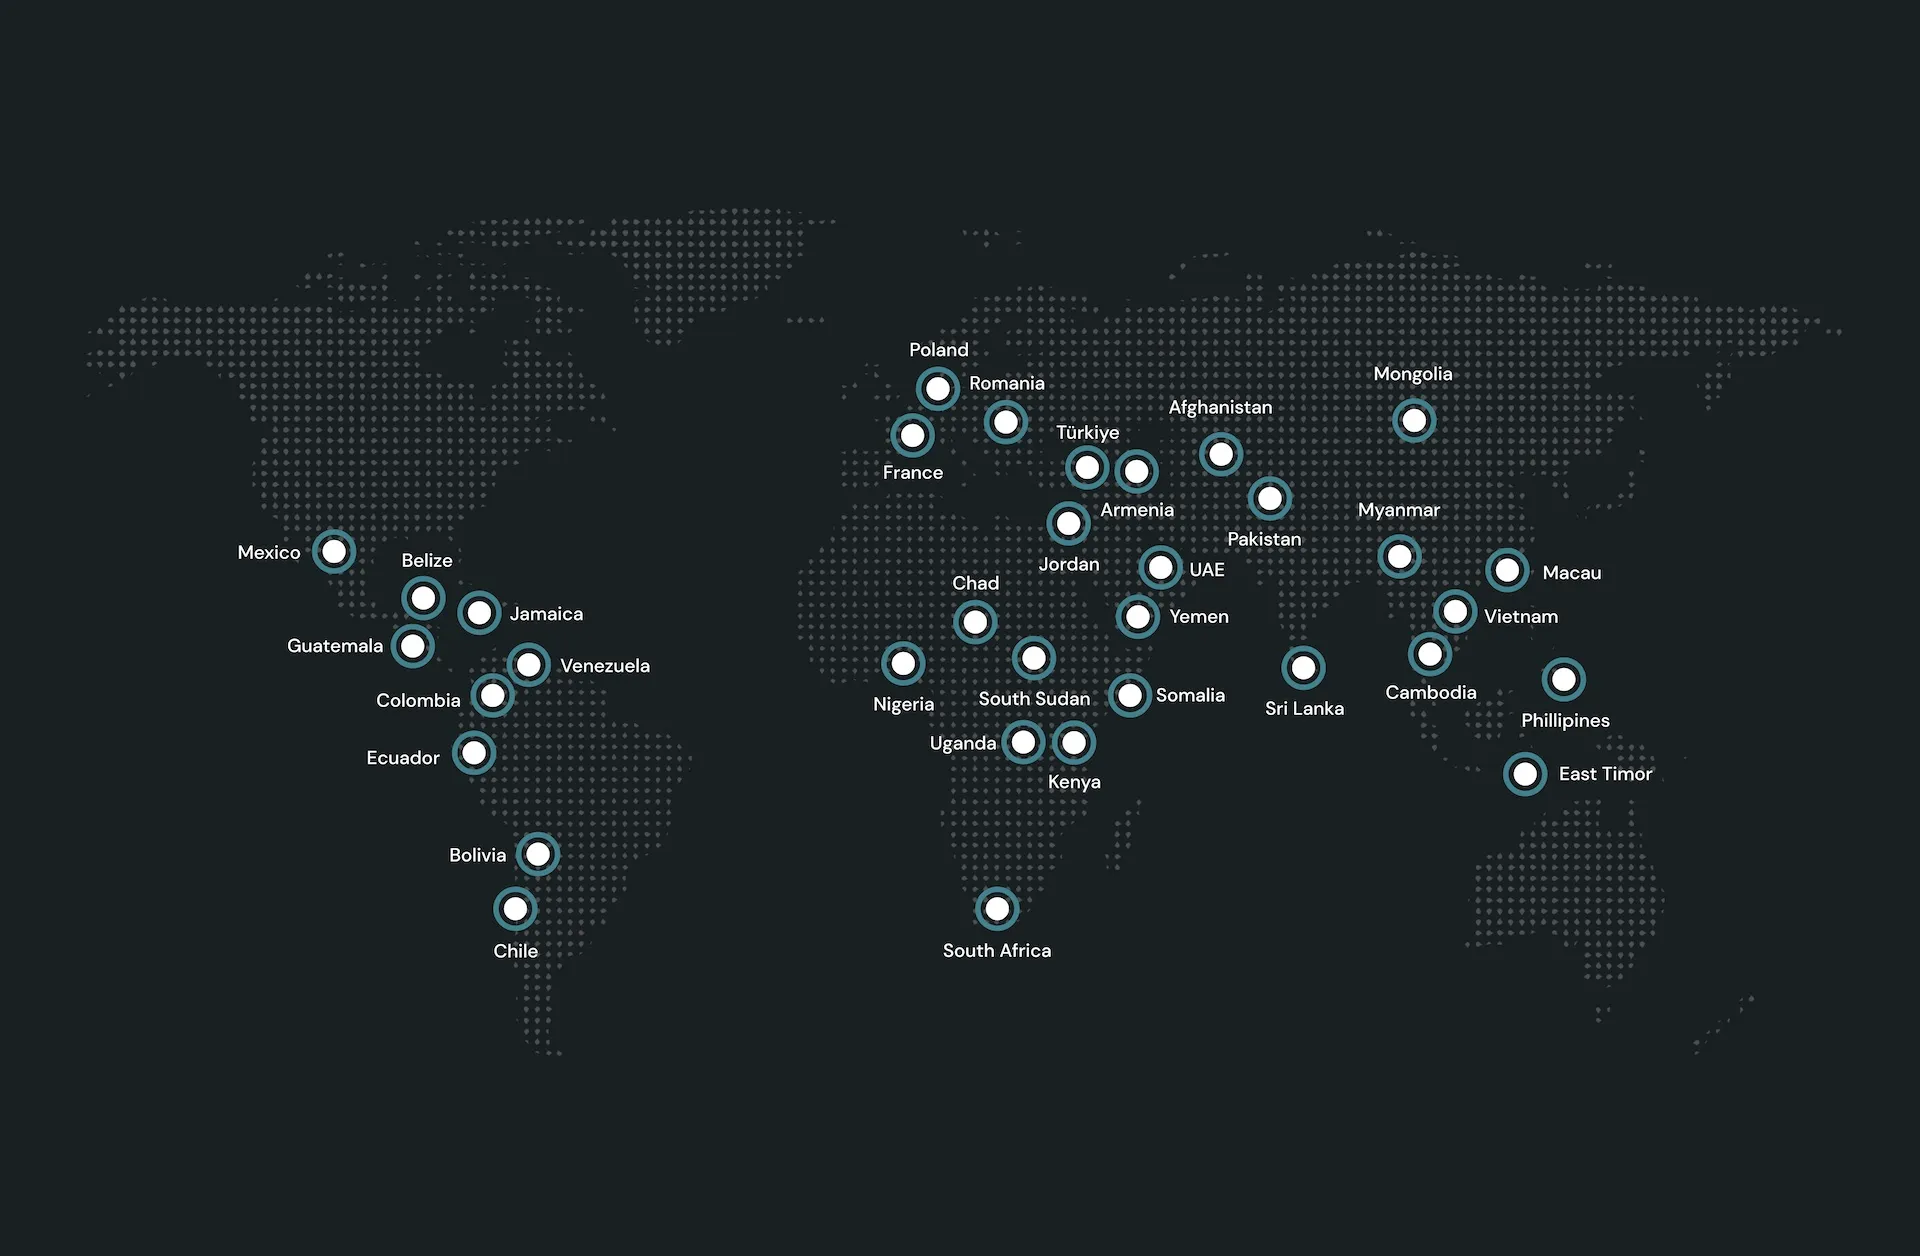 Poland
Mongolia
Romania
Afghanistan
Türkiye
France
Armenia
Myanmar
Pakistan
Mexico
Belize
Jordan
UAE
Macau
Chad
Jamaica
Yemen
Vietnam
Guatemala
Venezuela
Cambodia
Somalia
South Sudan
Colombia
Nigeria
Sri Lanka
Phillipines
Uganda
Ecuador
East Timor
Kenya
Bolivia
Chile
South Africa